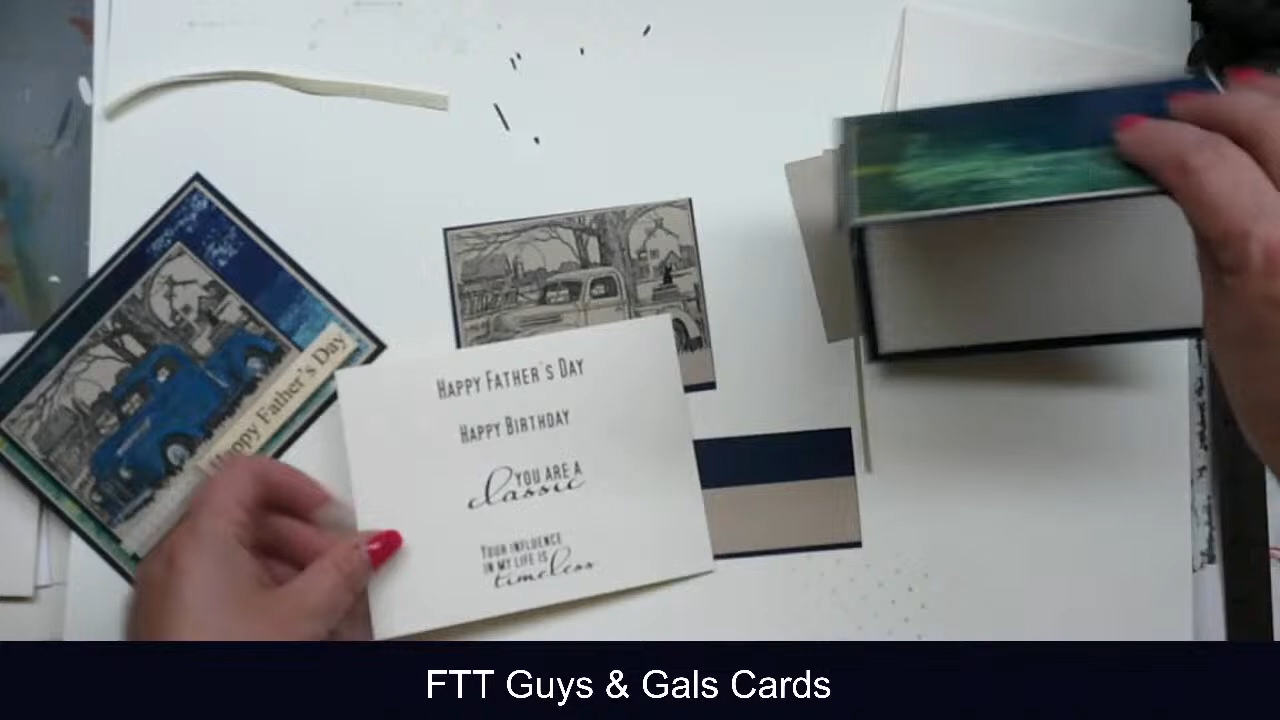 Happy Father's Day
HAPPY FATHER'S DAY
HAPPY BIRTHDAY
YOU ARE A
classic
YOUR INFLUENCE
IN MY LIFE IS
timeless
FTT Guys & Gals Cards